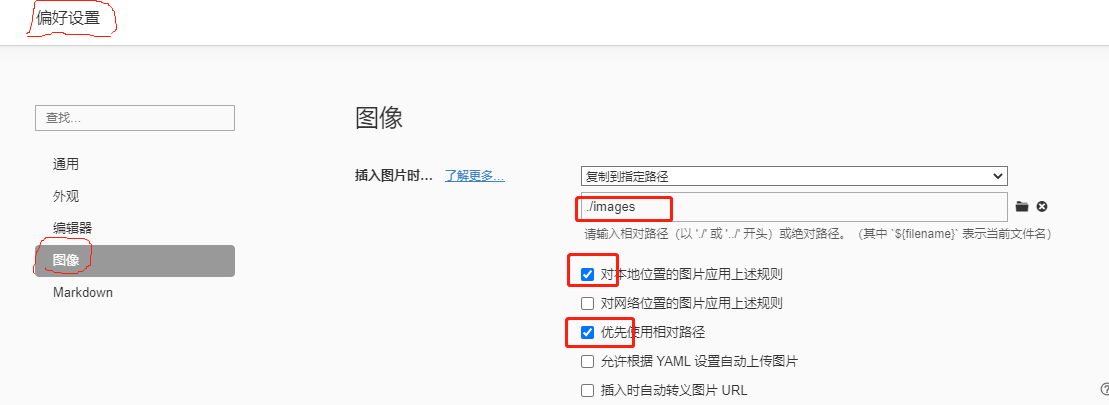 偏好设置
查找...
通用
外观
编辑器
图像
Markdown
图像
插入图片时... 了解更多...
复制到指定路径
./images
请输入相对路径（以 './' 或 '../' 开头）或绝对路径。（其中 `${filename}` 表示当前文件名）
对本地位置的图片应用上述规则
对网络位置的图片应用上述规则
优先使用相对路径
允许根据 YAML 设置自动上传图片
插入时自动转义图片 URL